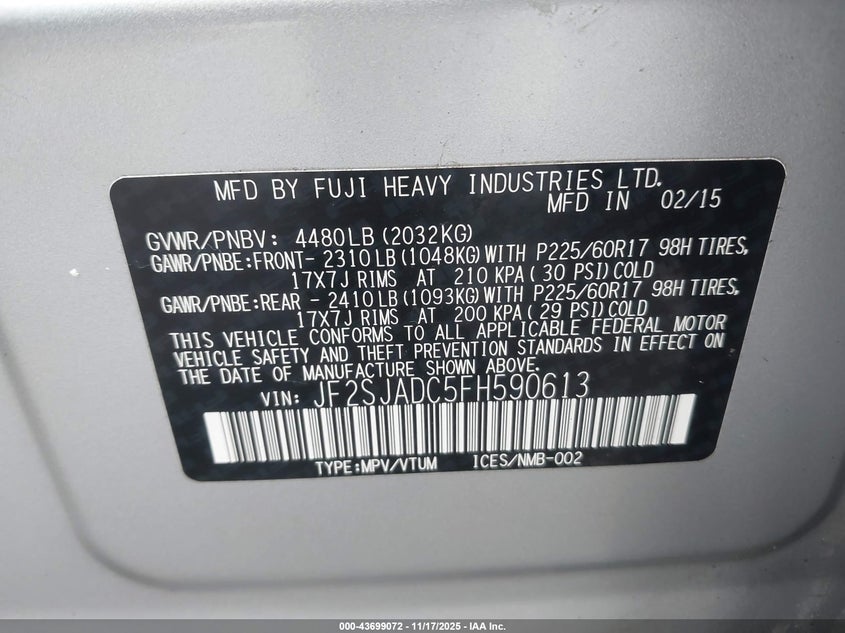 MFD BY FUJI HEAVY INDUSTRIES LTD.
MFD IN 02/15
GVWR/PNBV: 4480LB (2032KG)
GAWR/PNBE:FRONT- 2310LB (1048KG) WITH P225/60R17 98H TIRES,
17X7J RIMS AT 210 KPA ( 30 PSI) COLD
GAWR/PNBE:REAR - 2410LB (1093KG) WITH P225/60R17 98H TIRES,
17X7J RIMS AT 200 KPA ( 29 PSI) COLD
THIS VEHICLE CONFORMS TO ALL APPLICABLE FEDERAL MOTOR
VEHICLE SAFETY AND THEFT PREVENTION STANDARDS IN EFFECT ON
THE DATE OF MANUFACTURE SHOWN ABOVE.
VIN: JF2SJADC5FH590613
TYPE:MPV/VTUM ICES/NMB-002
000-43699072 - 11/17/2025 - IAA Inc.